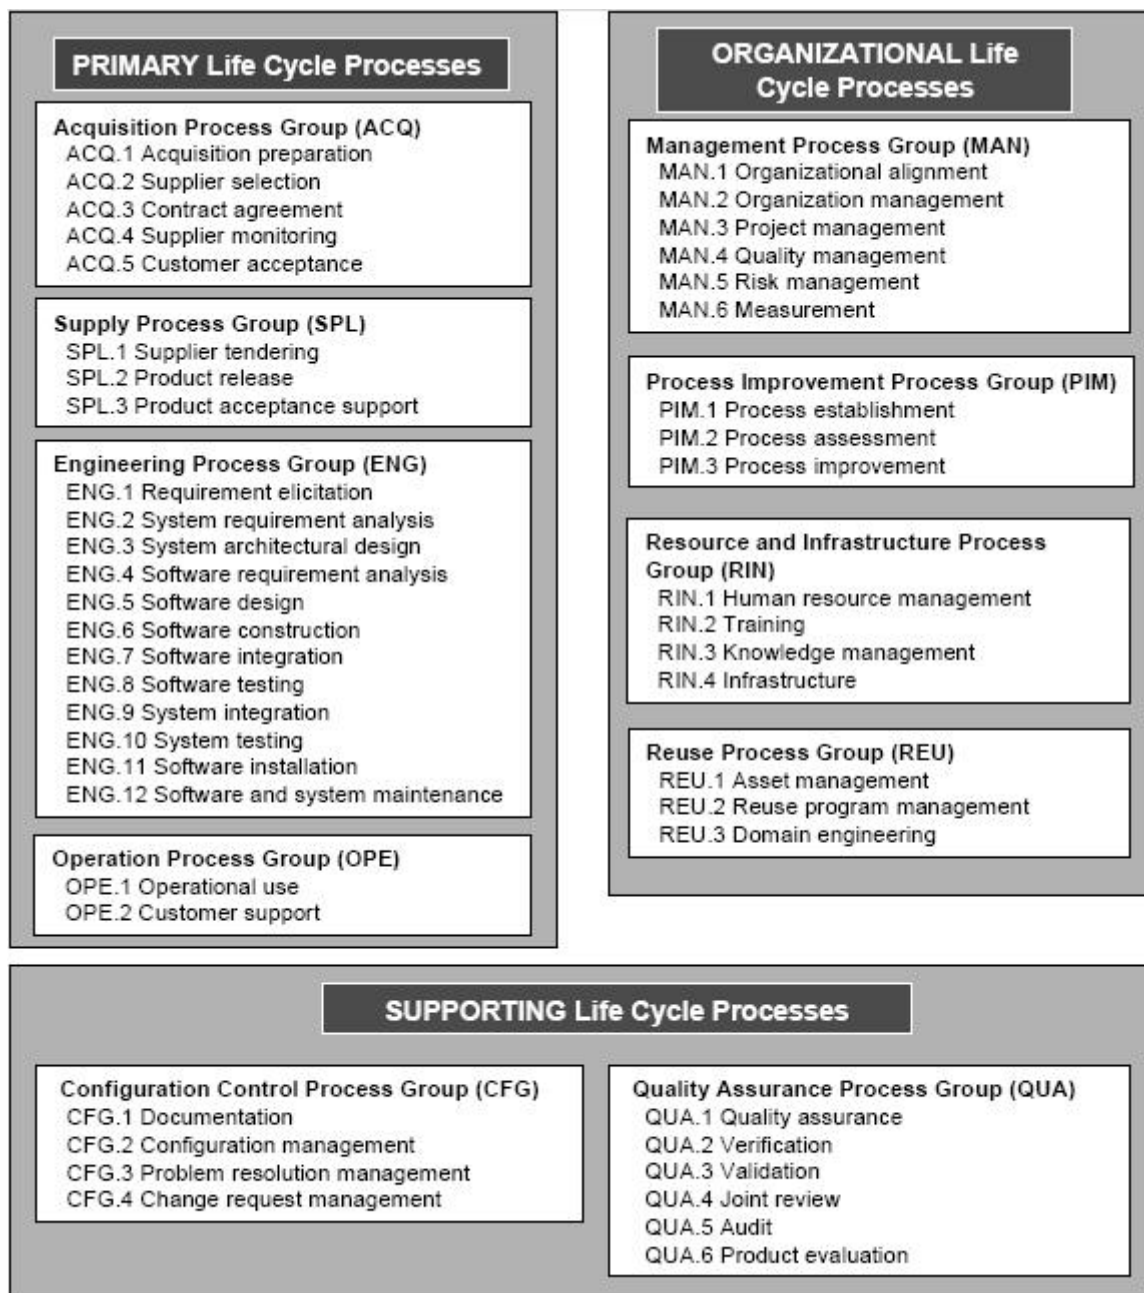 PRIMARY Life Cycle Processes
Acquisition Process Group (ACQ)
ACQ.1 Acquisition preparation
ACQ.2 Supplier selection
ACQ.3 Contract agreement
ACQ.4 Supplier monitoring
ACQ.5 Customer acceptance
Supply Process Group (SPL)
SPL.1 Supplier tendering
SPL.2 Product release
SPL.3 Product acceptance support
Engineering Process Group (ENG)
ENG.1 Requirement elicitation
ENG.2 System requirement analysis
ENG.3 System architectural design
ENG.4 Software requirement analysis
ENG.5 Software design
ENG.6 Software construction
ENG.7 Software integration
ENG.8 Software testing
ENG.9 System integration
ENG.10 System testing
ENG.11 Software installation
ENG.12 Software and system maintenance
Operation Process Group (OPE)
OPE.1 Operational use
OPE.2 Customer support
ORGANIZATIONAL Life
Cycle Processes
Management Process Group (MAN)
MAN.1 Organizational alignment
MAN.2 Organization management
MAN.3 Project management
MAN.4 Quality management
MAN.5 Risk management
MAN.6 Measurement
Process Improvement Process Group (PIM)
PIM.1 Process establishment
PIM.2 Process assessment
PIM.3 Process improvement
Resource and Infrastructure Process
Group (RIN)
RIN.1 Human resource management
RIN.2 Training
RIN.3 Knowledge management
RIN.4 Infrastructure
Reuse Process Group (REU)
REU.1 Asset management
REU.2 Reuse program management
REU.3 Domain engineering
SUPPORTING Life Cycle Processes
Configuration Control Process Group (CFG)
CFG.1 Documentation
CFG.2 Configuration management
CFG.3 Problem resolution management
CFG.4 Change request management
Quality Assurance Process Group (QUA)
QUA.1 Quality assurance
QUA.2 Verification
QUA.3 Validation
QUA.4 Joint review
QUA.5 Audit
QUA.6 Product evaluation